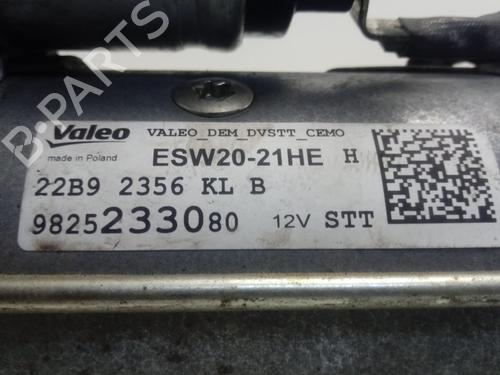 B-PARTS
Valeo VALEO_DEM_DVSTT_CEMO
made in Poland ESW20-21HE H
22B9 2356 KL B
9825233080 12V STT